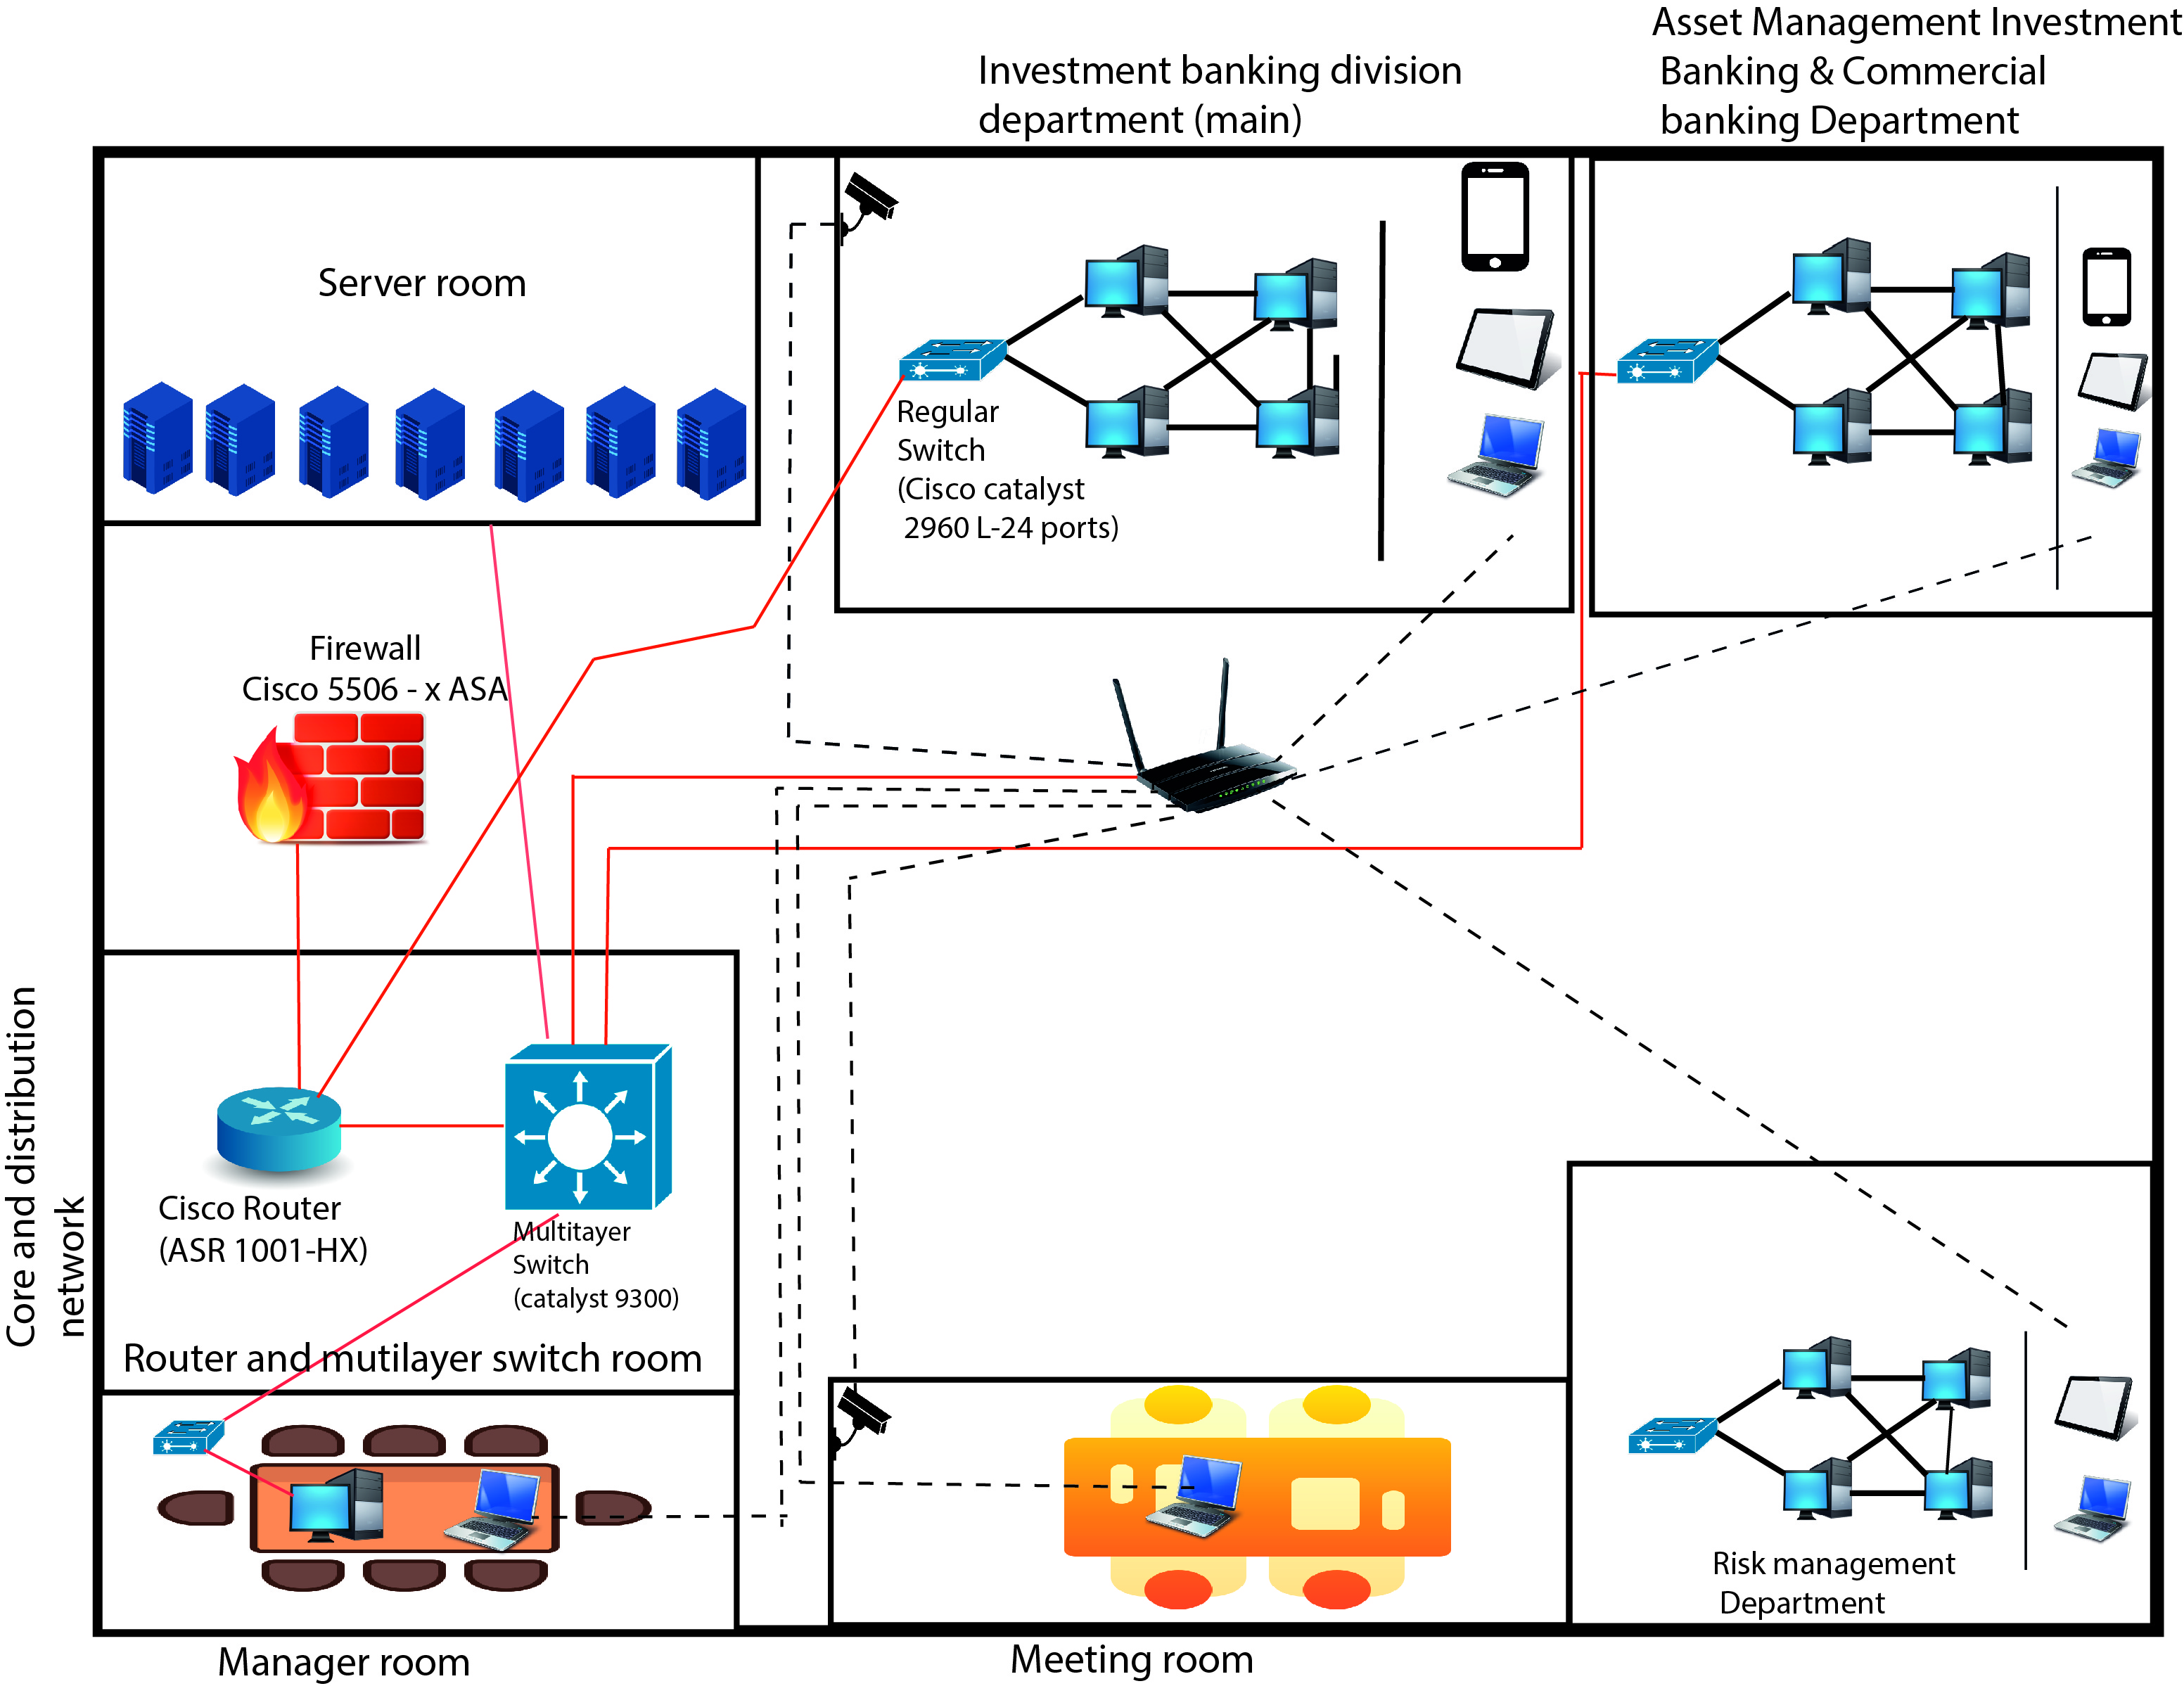 Asset Management Investment
Banking & Commercial
banking Department
Investment banking division
department (main)
Server room
Regular
Switch
(Cisco catalyst
2960 L-24 ports)
Firewall
Cisco 5506 - x ASA
Core and distribution
network
Cisco Router
(ASR 1001-HX)
Multitayer
Switch
(catalyst 9300)
Router and mutilayer switch room
Risk management
Department
Manager room
Meeting room